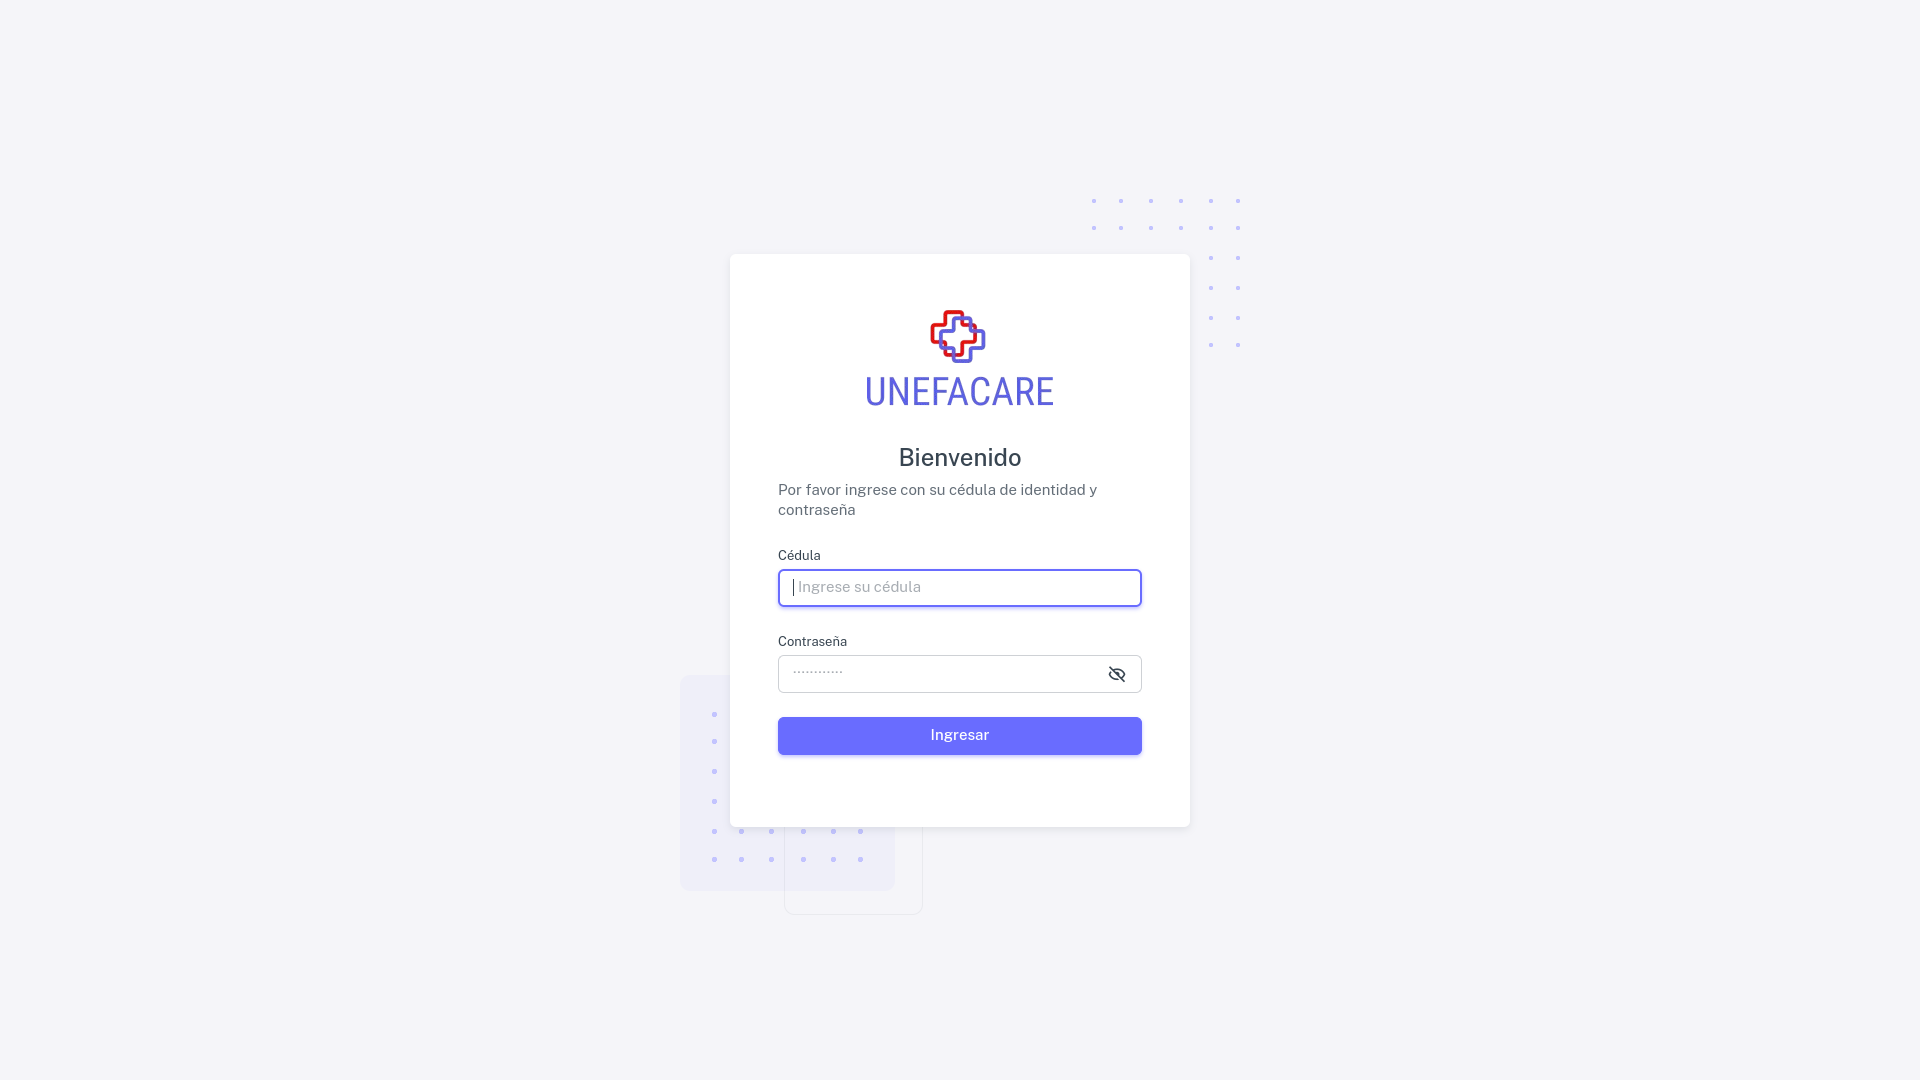 UNEFACARE
Bienvenido
Por favor ingrese con su cédula de identidad y
contraseña
Cédula
Ingrese su cédula
Contraseña
············
Ingresar